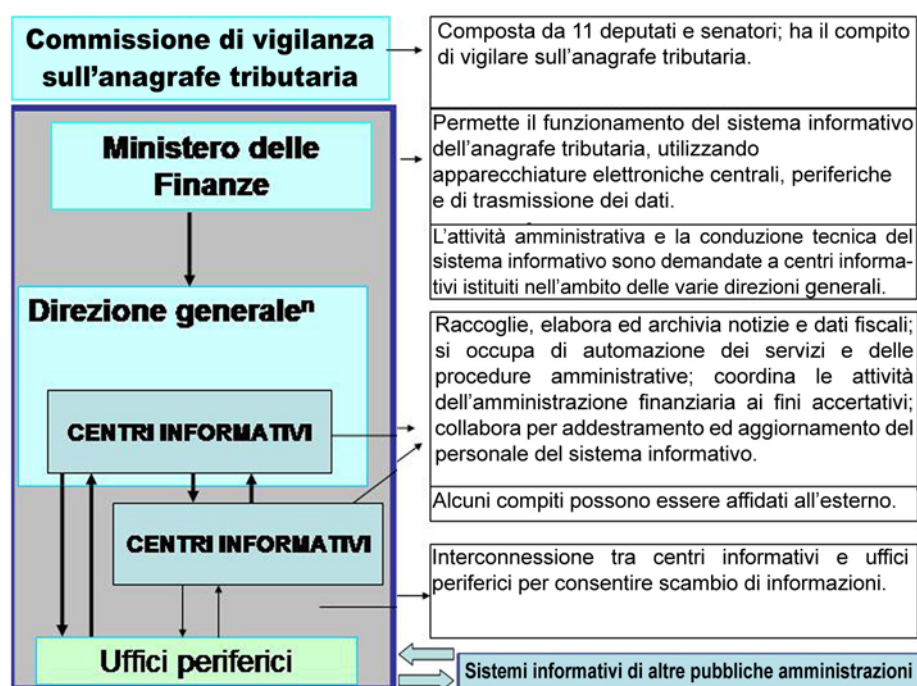 Commissione di vigilanza
sull'anagrafe tributaria
Composta da 11 deputati e senatori; ha il compito
di vigilare sull'anagrafe tributaria.
Ministero delle
Finanze
Permette il funzionamento del sistema informativo
dell'anagrafe tributaria, utilizzando
apparecchiature elettroniche centrali, periferiche
e di trasmissione dei dati.
L'attività amministrativa e la conduzione tecnica del
sistema informativo sono demandate a centri informa-
tivi istituiti nell'ambito delle varie direzioni generali.
Direzione generaleⁿ
Raccoglie, elabora ed archivia notizie e dati fiscali;
si occupa di automazione dei servizi e delle
procedure amministrative; coordina le attività
dell'amministrazione finanziaria ai fini accertativi;
collabora per addestramento ed aggiornamento del
personale del sistema informativo.
CENTRI INFORMATIVI
Alcuni compiti possono essere affidati all'esterno.
CENTRI INFORMATIVI
Interconnessione tra centri informativi e uffici
periferici per consentire scambio di informazioni.
Uffici periferici
Sistemi informativi di altre pubbliche amministrazioni